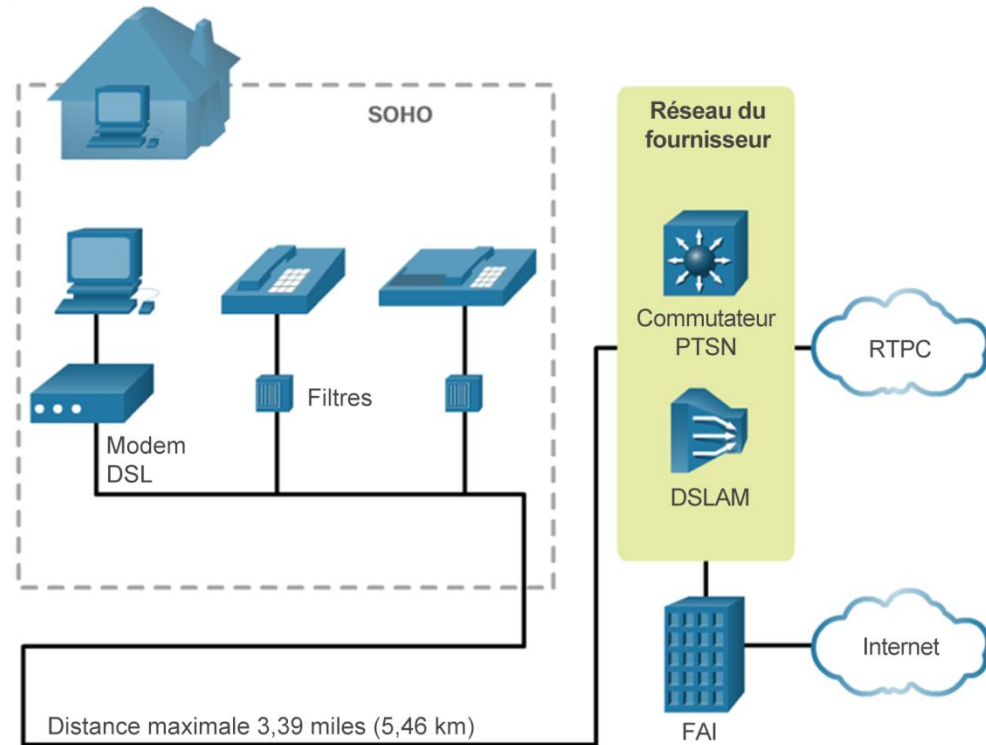 SOHO
Réseau du
fournisseur
Commutateur
PTSN
RTPC
Filtres
Modem
DSL
DSLAM
Internet
FAI
Distance maximale 3,39 miles (5,46 km)